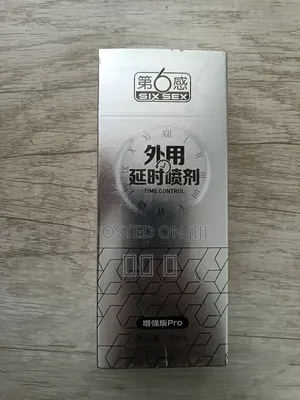 第6感
SIX SEX
XII
外用
延时喷剂
TIME CONTROL
POSTED ON JIJI
增强版Pro